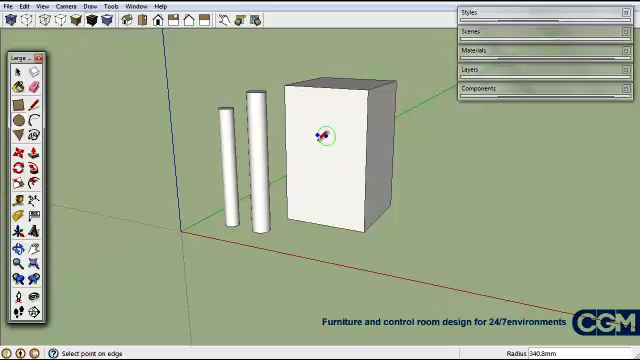 File Edit View Camera Draw Tools Window Help
Large ...
Styles
Scenes
Materials
Layers
Components
Furniture and control room design for 24/7environments
CGM
Select point on edge
Radius 340.8mm